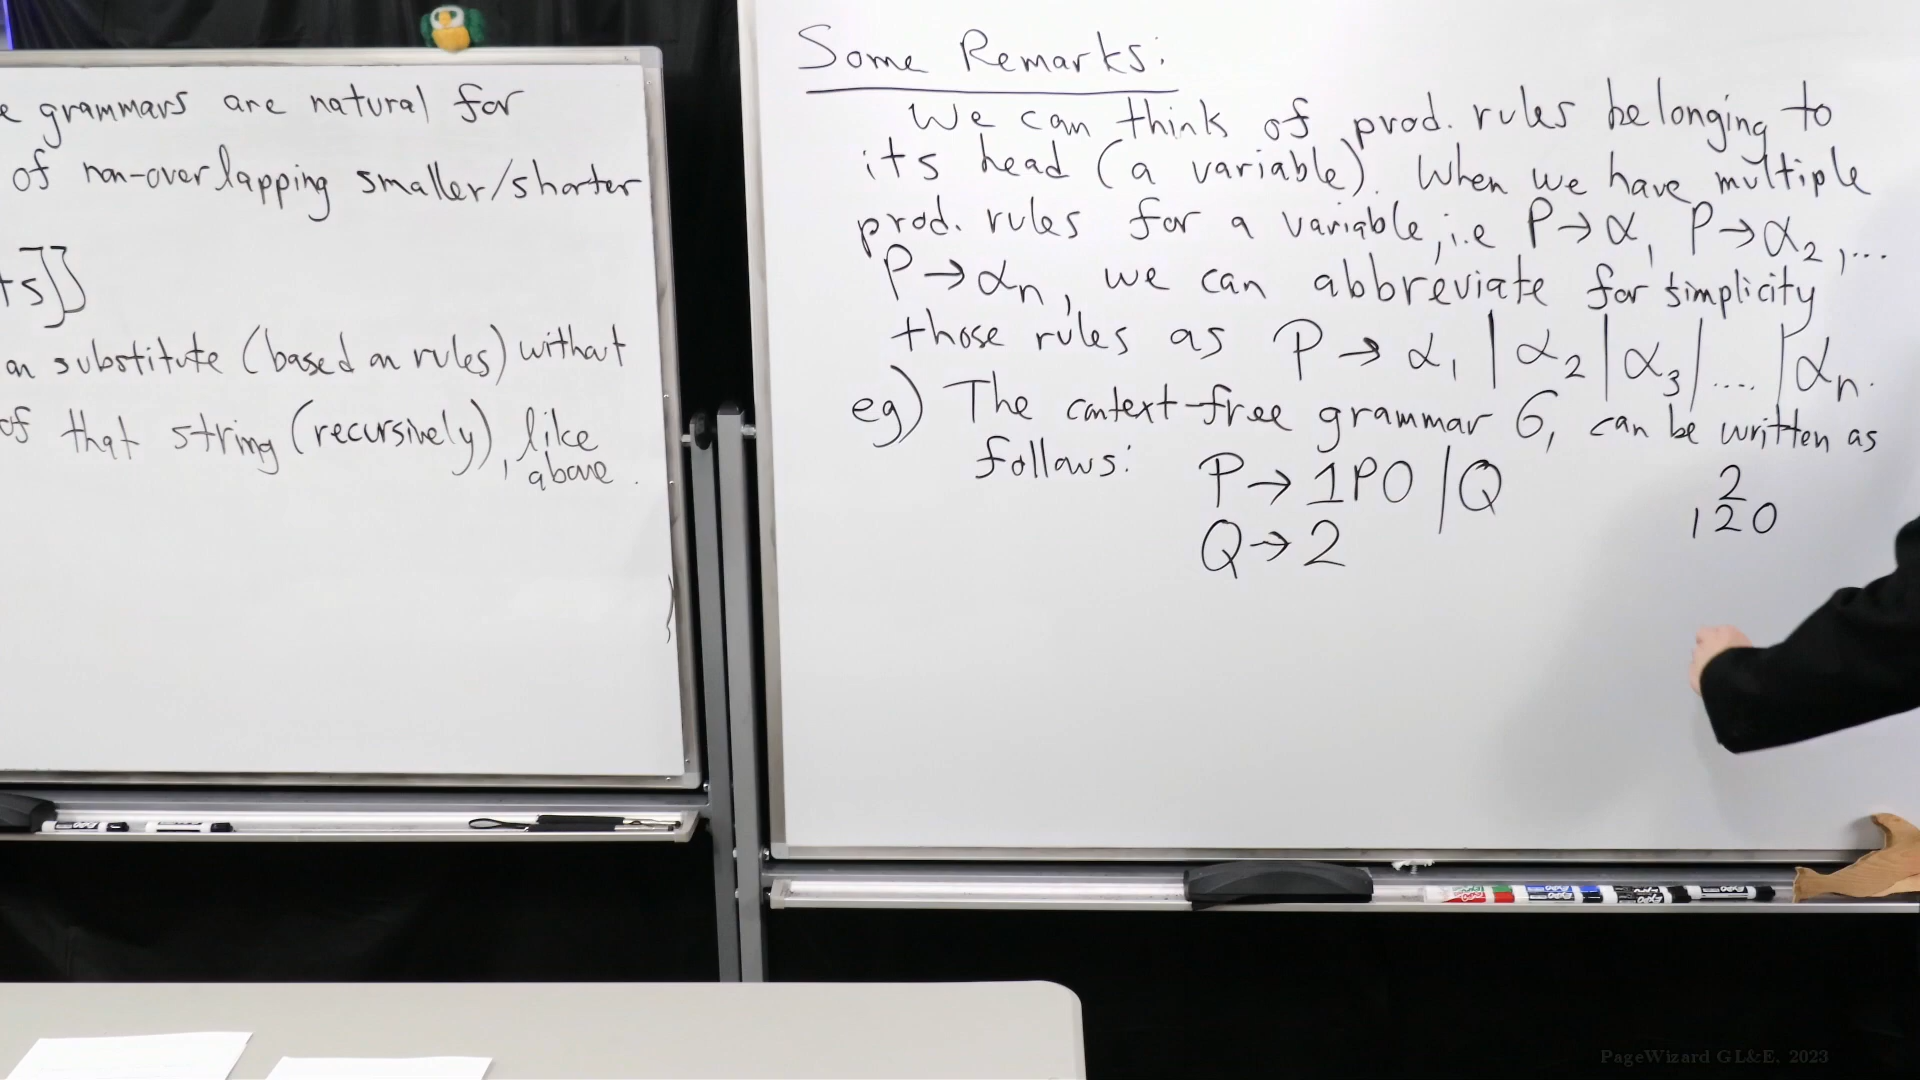 e grammars are natural for
of non-overlapping smaller/shorter
ts]]
an substitute (based on rules) without
of that string (recursively), like
above.
Some Remarks:
We can think of prod. rules belonging to
its head (a variable). When we have multiple
prod. rules for a variable, i.e P→α₁, P→α₂, ...
P→αn, we can abbreviate for simplicity
those rules as P→α₁|α₂|α₃|....|αn.
eg) The context-free grammar G, can be written as
follows: P→1P0|Q
Q→2
2
120
PageWizard GL&E, 2023